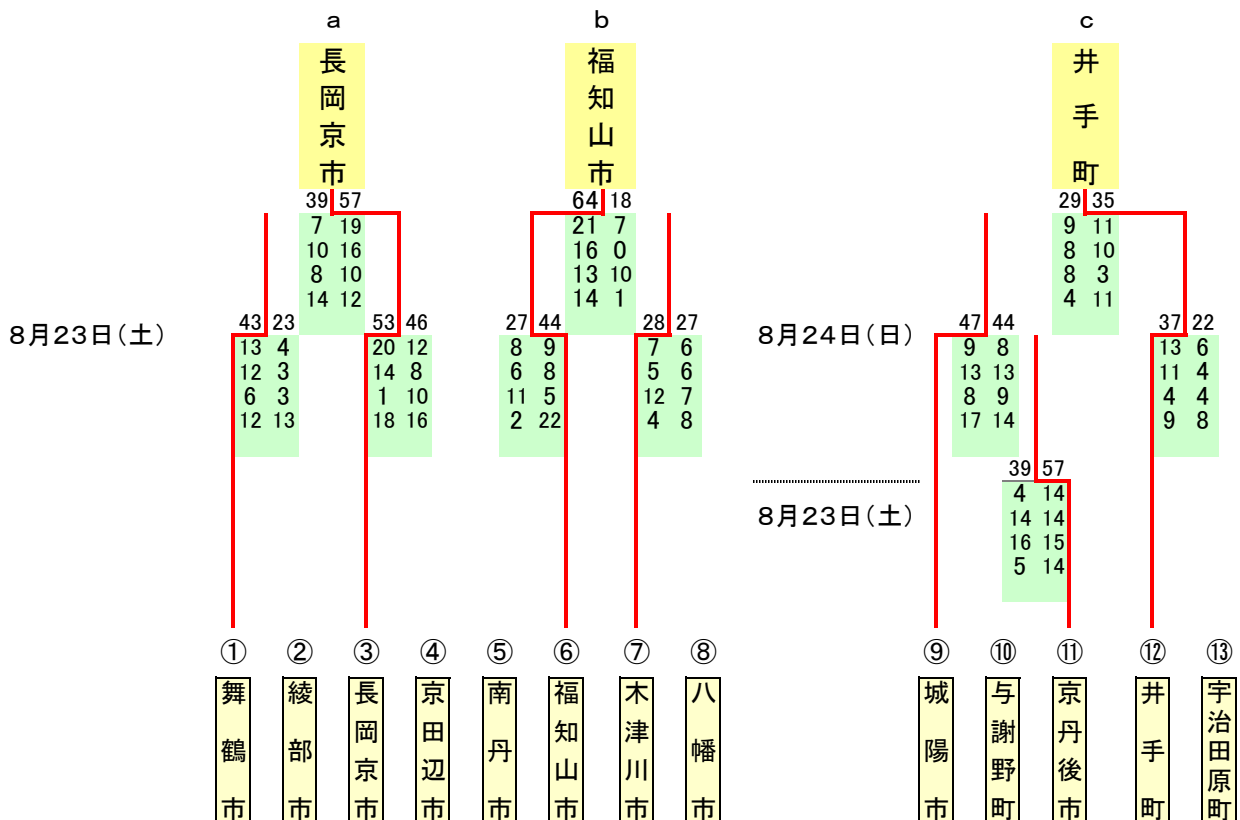 a b c
長岡京市 福知山市 井手町
39 57 64 18 29 35
7 19 21 7 9 11
10 16 16 0 8 10
8 10 13 10 8 3
14 12 14 1 4 11
8月23日(土) 43 23 53 46 27 44 28 27 8月24日(日) 47 44 37 22
13 4 20 12 8 9 7 6 9 8 13 6
12 3 14 8 6 8 5 6 13 13 11 4
6 3 1 10 11 5 12 7 8 9 4 4
12 13 18 16 2 22 4 8 17 14 9 8
39 57
4 14
8月23日(土) 14 14
16 15
5 14
① ② ③ ④ ⑤ ⑥ ⑦ ⑧ ⑨ ⑩ ⑪ ⑫ ⑬
舞鶴市 綾部市 長岡京市 京田辺市 南丹市 福知山市 木津川市 八幡市 城陽市 与謝野町 京丹後市 井手町 宇治田原町